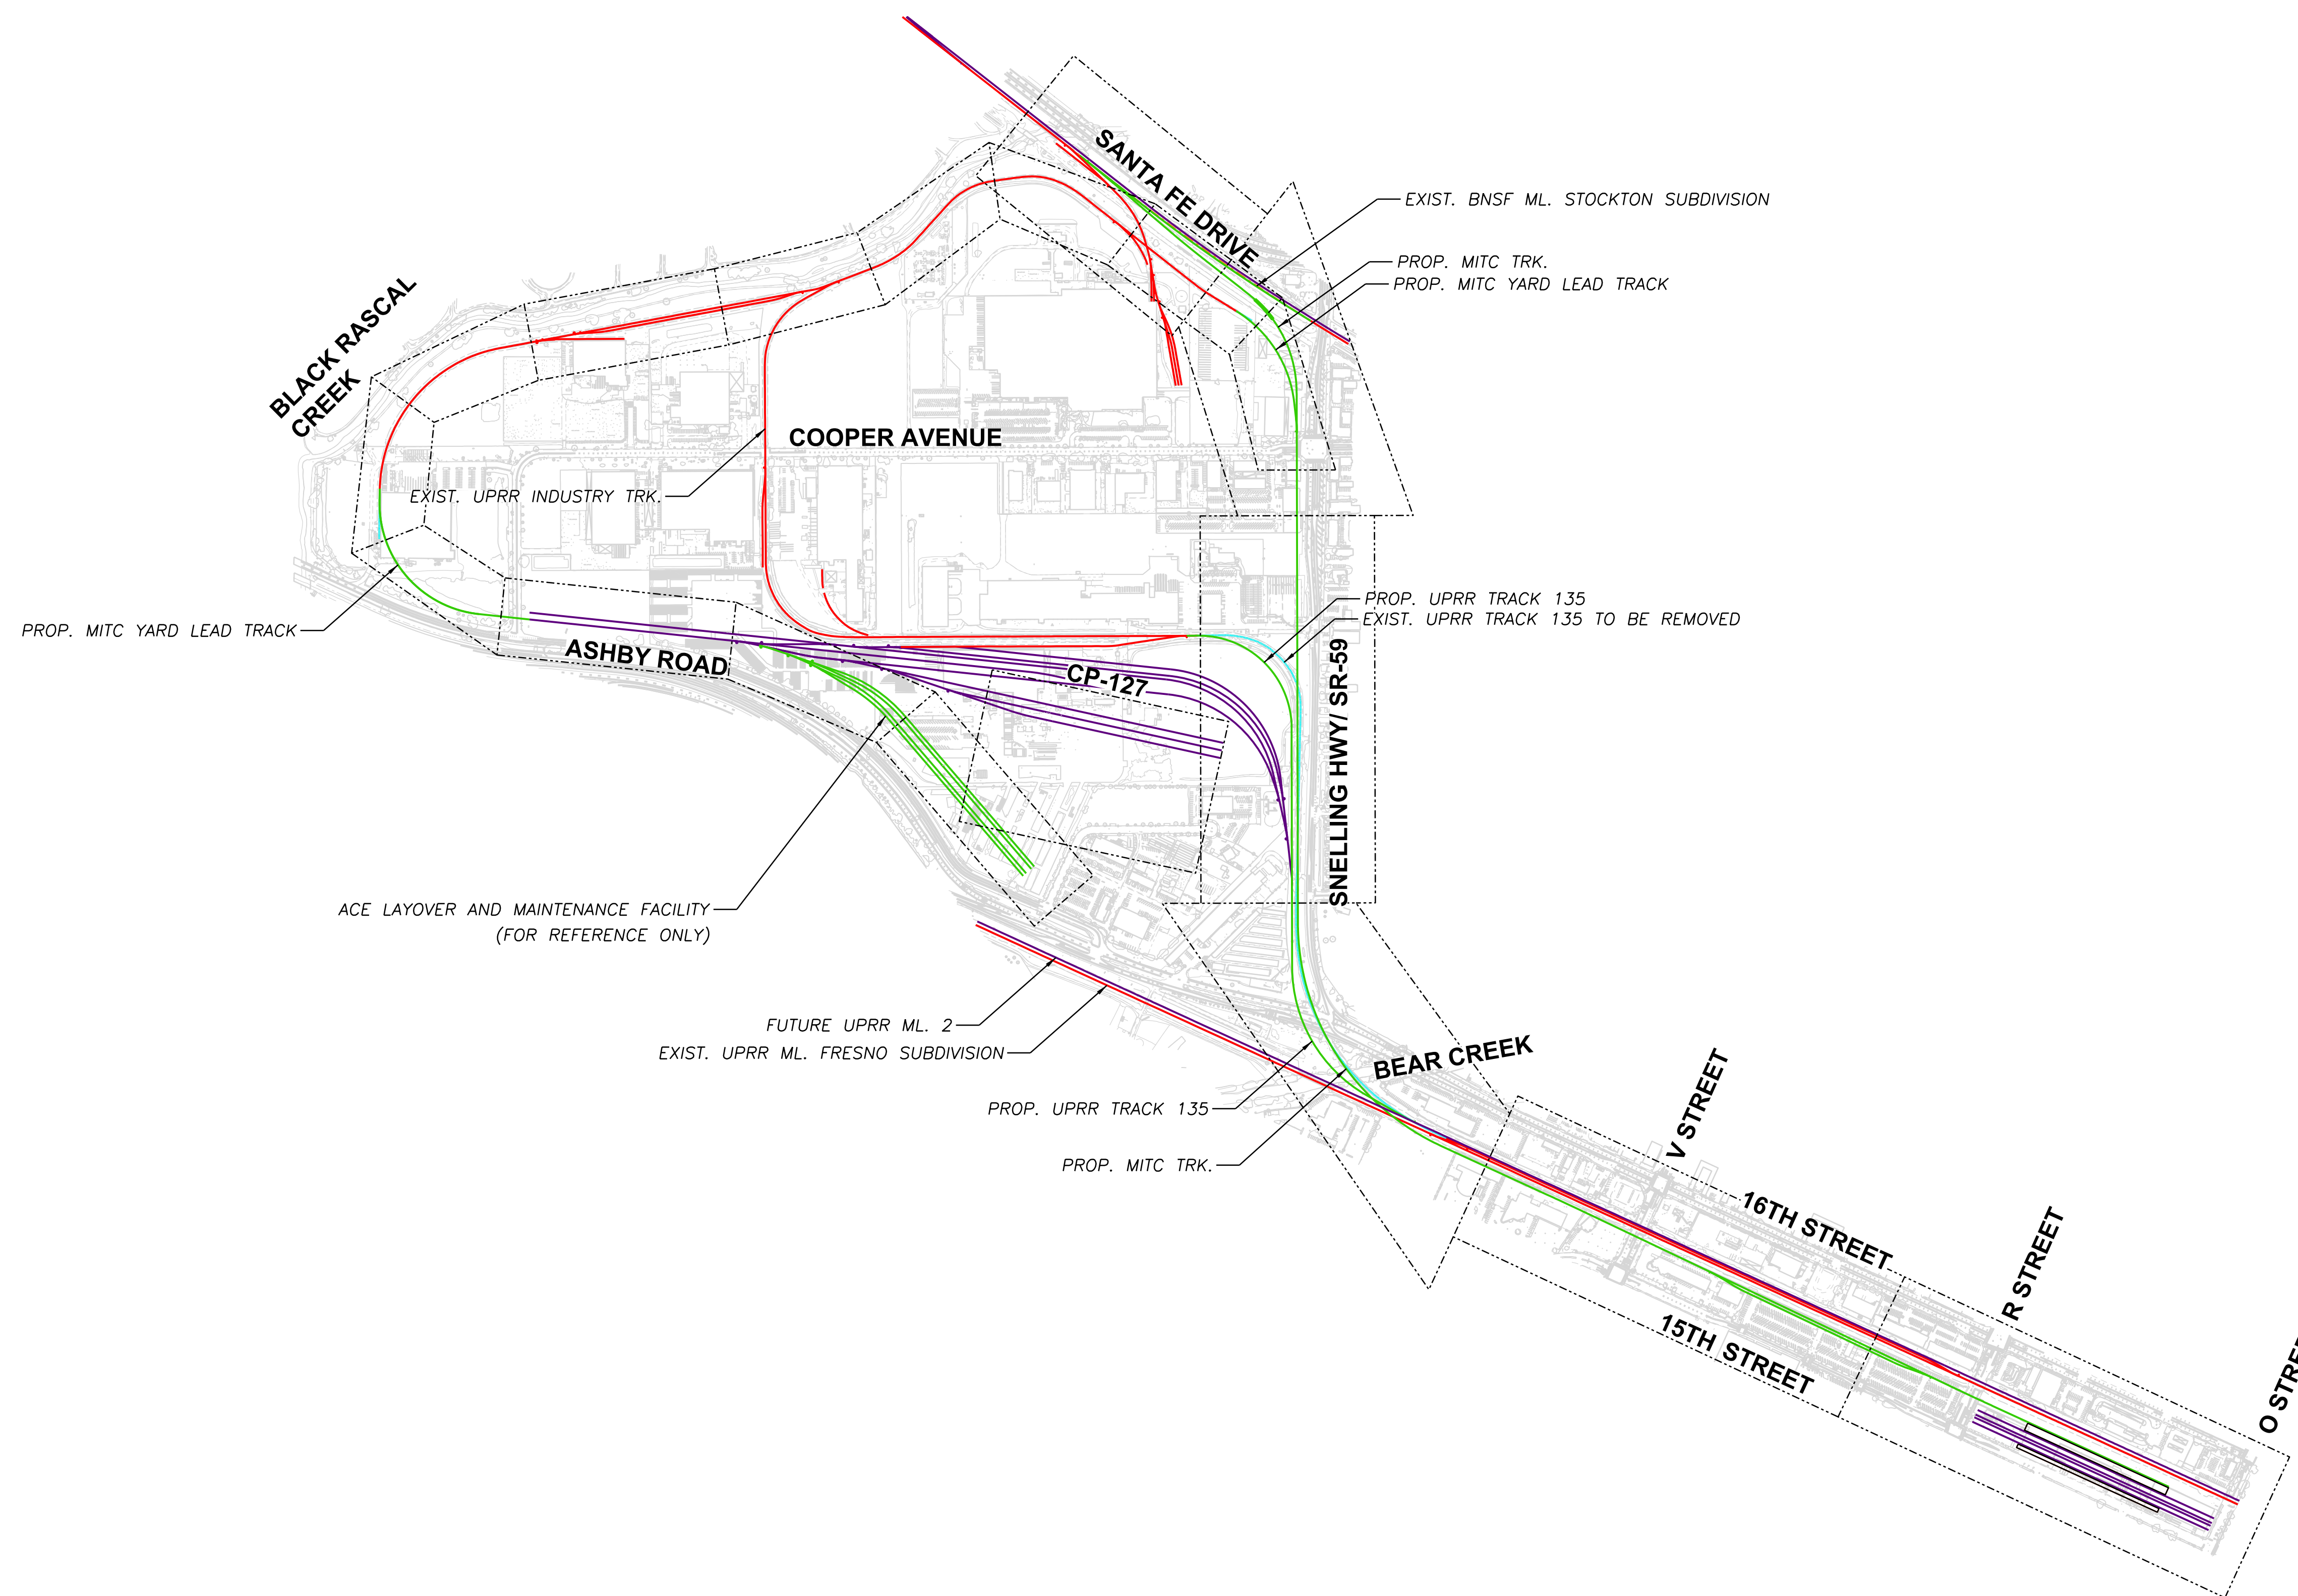 SANTA FE DRIVE
EXIST. BNSF ML. STOCKTON SUBDIVISION
PROP. MITC TRK.
PROP. MITC YARD LEAD TRACK
BLACK RASCAL
CREEK
COOPER AVENUE
EXIST. UPRR INDUSTRY TRK.
PROP. UPRR TRACK 135
EXIST. UPRR TRACK 135 TO BE REMOVED
PROP. MITC YARD LEAD TRACK
ASHBY ROAD
CP-127
SNELLING HWY/ SR-59
ACE LAYOVER AND MAINTENANCE FACILITY
(FOR REFERENCE ONLY)
FUTURE UPRR ML. 2
EXIST. UPRR ML. FRESNO SUBDIVISION
BEAR CREEK
PROP. UPRR TRACK 135
PROP. MITC TRK.
V STREET
16TH STREET
R STREET
15TH STREET
O STREE